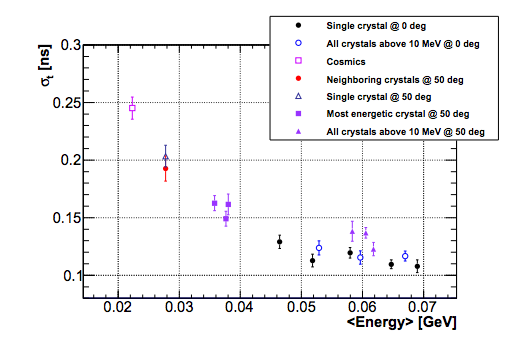 Single crystal @ 0 deg
All crystals above 10 MeV @ 0 deg
Cosmics
Neighboring crystals @ 50 deg
Single crystal @ 50 deg
Most energetic crystal @ 50 deg
All crystals above 10 MeV @ 50 deg
σt [ns]
0.3
0.25
0.2
0.15
0.1
0.02 0.03 0.04 0.05 0.06 0.07
<Energy> [GeV]